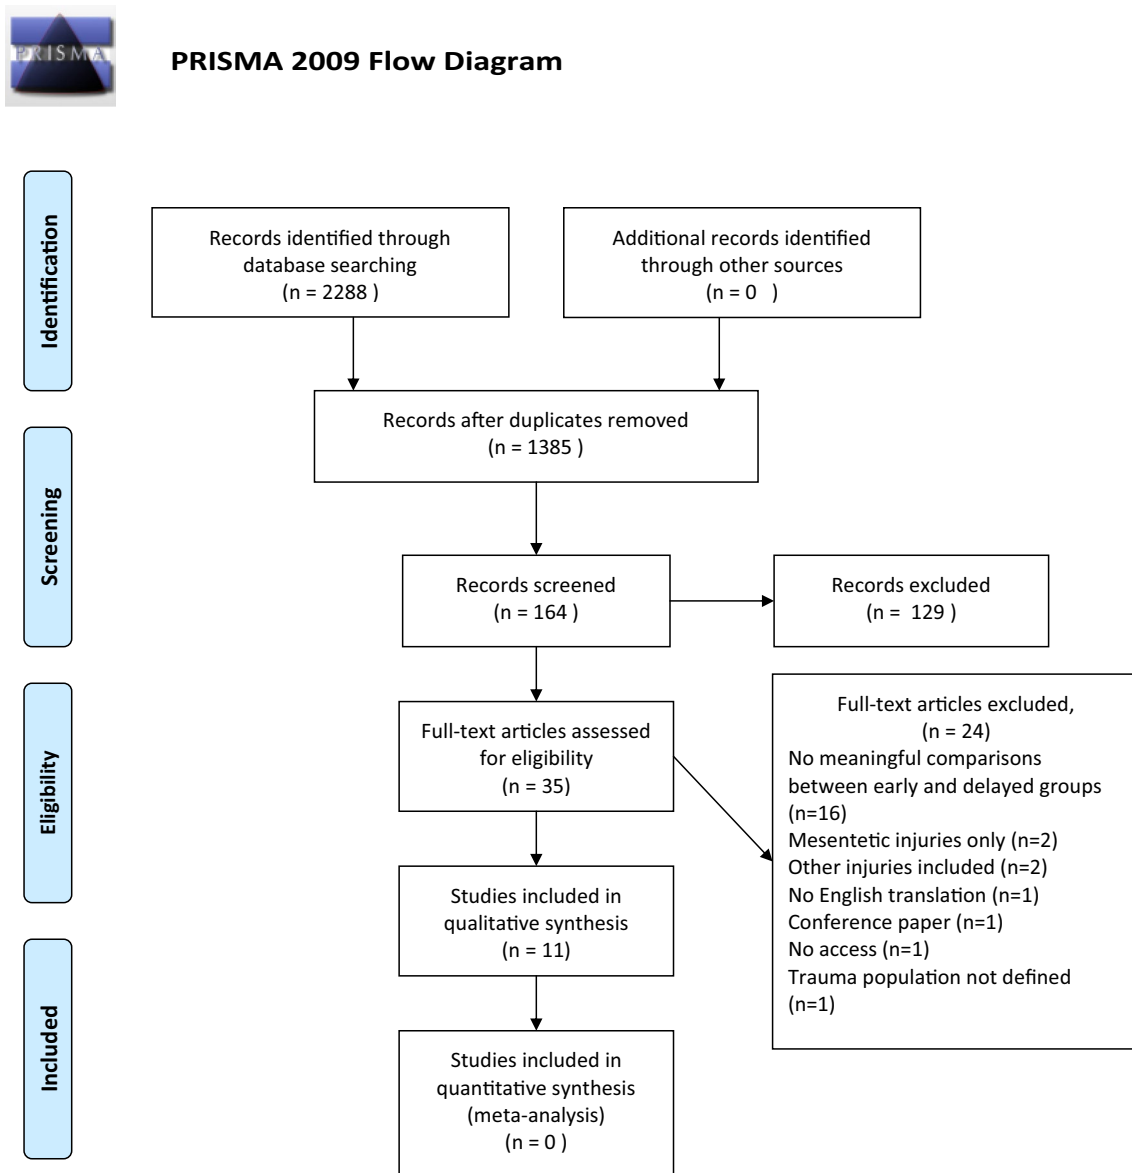 PRISMA
PRISMA 2009 Flow Diagram
Identification
Records identified through
database searching
(n = 2288 )
Additional records identified
through other sources
(n = 0   )
Records after duplicates removed
(n = 1385 )
Screening
Records screened
(n = 164 )
Records excluded
(n =  129 )
Eligibility
Full-text articles assessed
for eligibility
(n = 35)
Full-text articles excluded,
(n = 24)
No meaningful comparisons
between early and delayed groups
(n=16)
Mesentetic injuries only (n=2)
Other injuries included (n=2)
No English translation (n=1)
Conference paper (n=1)
No access (n=1)
Trauma population not defined
(n=1)
Studies included in
qualitative synthesis
(n = 11)
Included
Studies included in
quantitative synthesis
(meta-analysis)
(n = 0 )